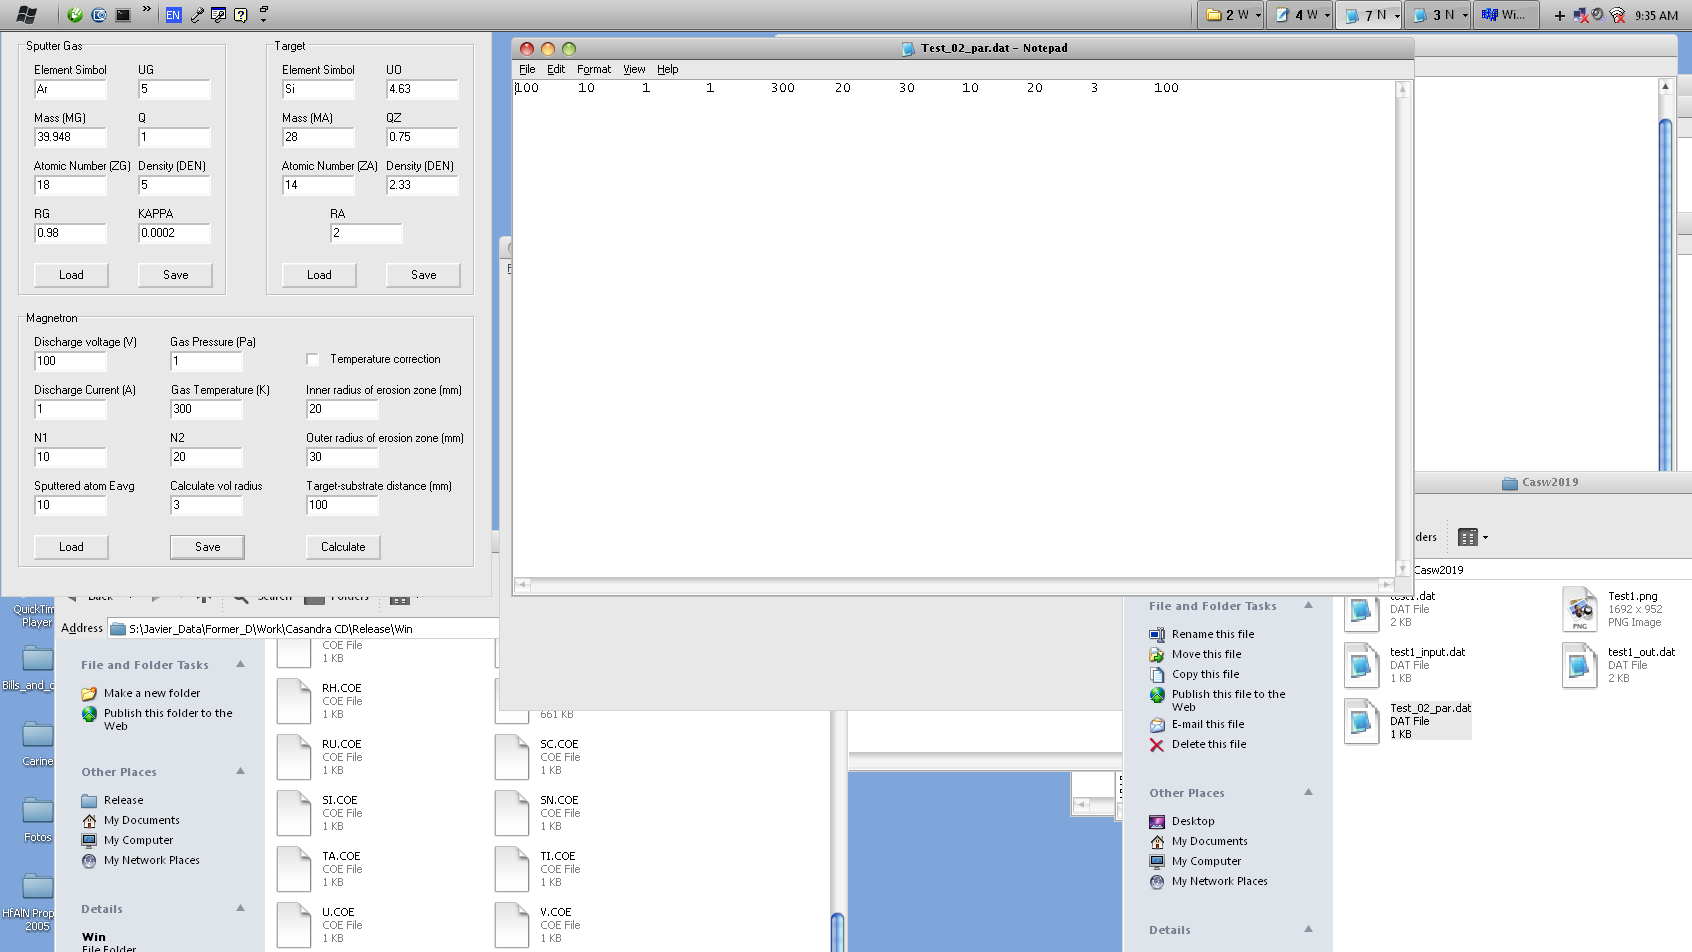 EN
2 W
4 W
7 N
3 N
Wi...
9:35 AM
Sputter Gas
Element Simbol UG
Ar 5
Mass (MG) Q
39.948 1
Atomic Number (ZG) Density (DEN)
18 5
RG KAPPA
0.98 0.0002
Load Save
Target
Element Simbol UO
Si 4.63
Mass (MA) QZ
28 0.75
Atomic Number (ZA) Density (DEN)
14 2.33
RA
2
Load Save
Magnetron
Discharge voltage (V) Gas Pressure (Pa)
100 1 Temperature correction
Discharge Current (A) Gas Temperature (K) Inner radius of erosion zone (mm)
1 300 20
N1 N2 Outer radius of erosion zone (mm)
10 20 30
Sputtered atom Eavg Calculate vol radius Target-substrate distance (mm)
10 3 100
Load Save Calculate
Test_02_par.dat - Notepad
File Edit Format View Help
100 10 1 1 300 20 30 10 20 3 100
QuickTim
Player
Bills_and_c
Carine
Fotos
HfAlN Prop
2005
Back Search Folders
Address S:\Javier_Data\Former_D\Work\Casandra CD\Release\Win
File and Folder Tasks
Make a new folder
Publish this folder to the
Web
Other Places
Release
My Documents
My Computer
My Network Places
Details
Win
File Folder
COE File
1 KB
RH.COE
COE File
1 KB
661 KB
RU.COE
COE File
1 KB
SC.COE
COE File
1 KB
SI.COE
COE File
1 KB
SN.COE
COE File
1 KB
TA.COE
COE File
1 KB
TI.COE
COE File
1 KB
U.COE
COE File
1 KB
V.COE
COE File
1 KB
Casw2019
ders
Casw2019
File and Folder Tasks
Rename this file
Move this file
Copy this file
Publish this file to the
Web
E-mail this file
Delete this file
Other Places
Desktop
My Documents
My Computer
My Network Places
Details
test1.dat
DAT File
2 KB
Test1.png
1692 x 952
PNG Image
PNG
test1_input.dat
DAT File
1 KB
test1_out.dat
DAT File
2 KB
Test_02_par.dat
DAT File
1 KB